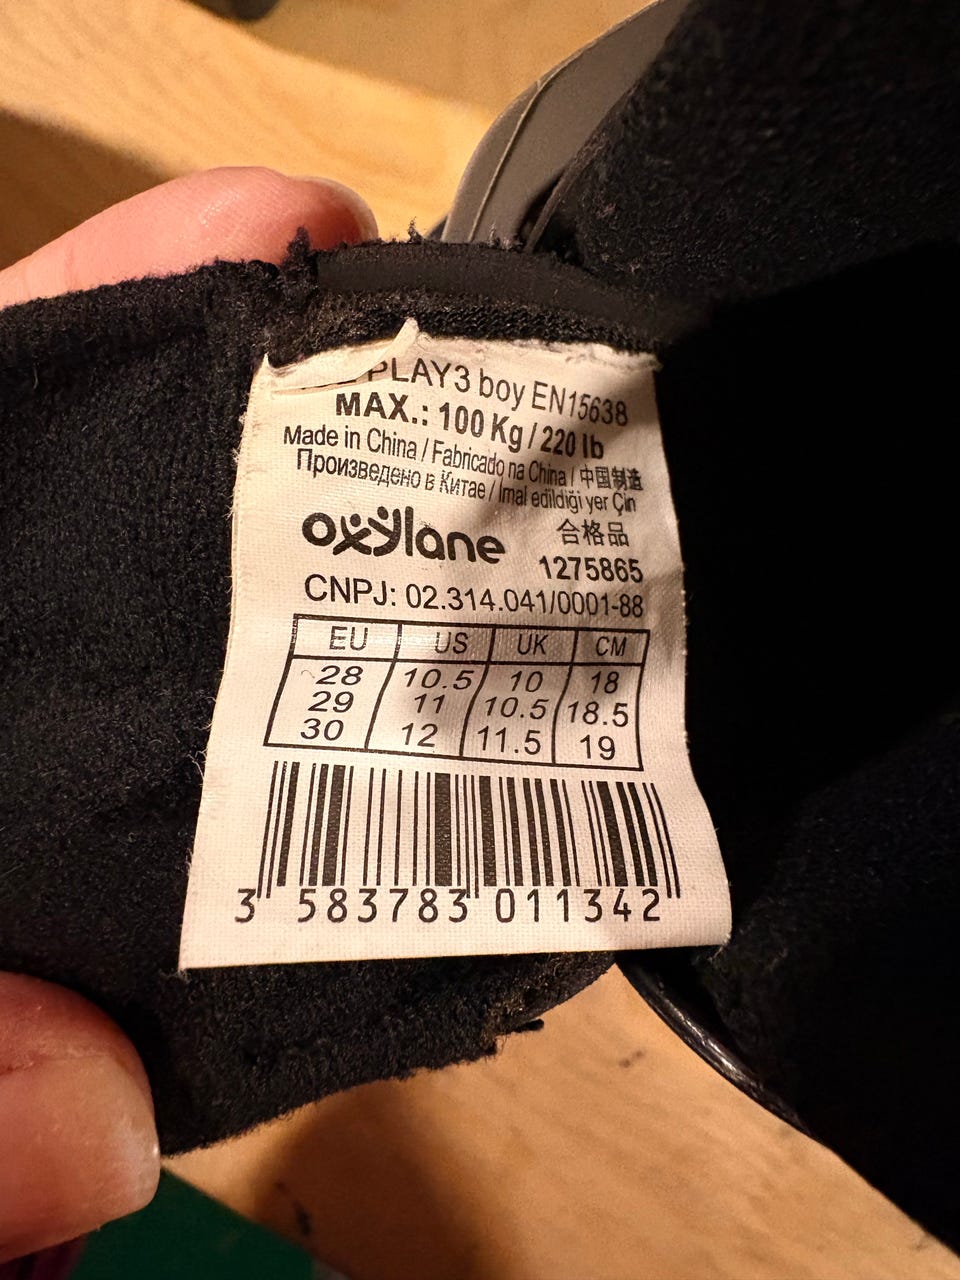 PLAY3 boy EN15638
MAX.: 100 Kg / 220 lb
Made in China / Fabricado na China / 中国制造
Произведено в Китае / Imal edildiği yer Çin
oxylane 合格品
1275865
CNPJ: 02.314.041/0001-88
EU US UK CM
28 10.5 10 18
29 11 10.5 18.5
30 12 11.5 19
3 583783 011342